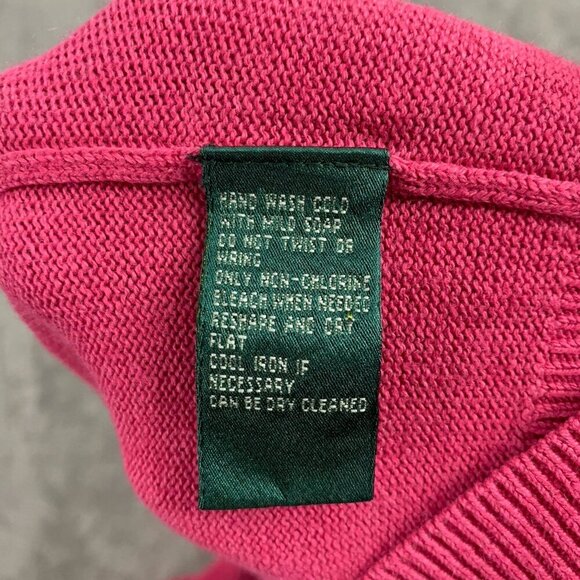 HAND WASH COLD
WITH MILD SOAP
DO NOT TWIST OR
WRING
ONLY NON-CHLORINE
BLEACH WHEN NEEDED
RESHAPE AND DRY
FLAT
COOL IRON IF
NECESSARY
CAN BE DRY CLEANED